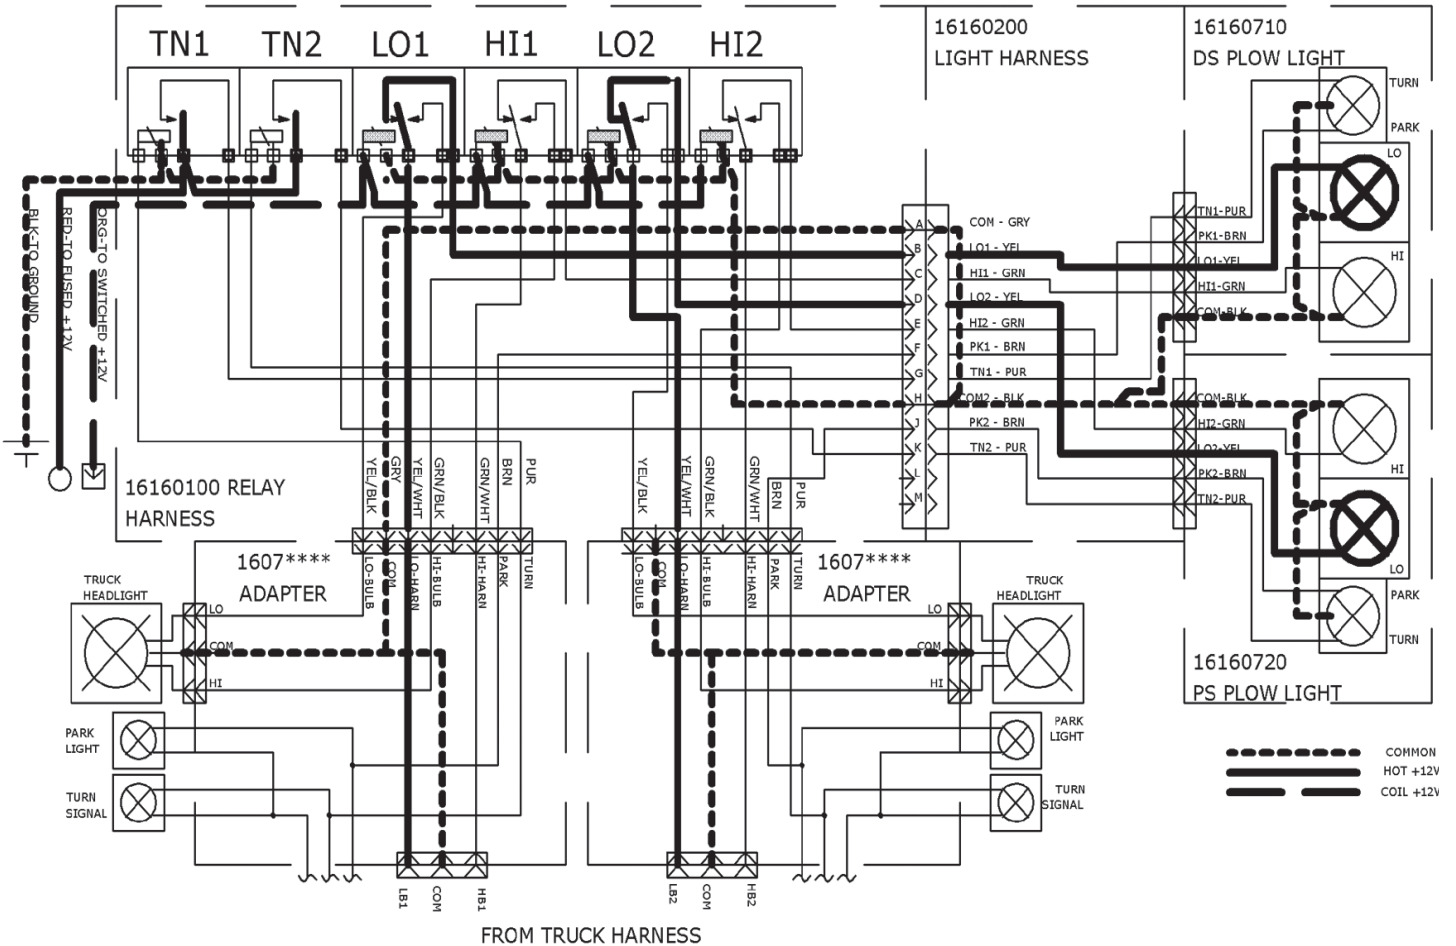 TN1 TN2 LO1 HI1 LO2 HI2
16160200
LIGHT HARNESS
16160710
DS PLOW LIGHT
TURN
PARK
LO
HI
BLK-TO GROUND
RED-TO FUSED +12V
ORG-TO SWITCHED +12V
A
B
C
D
E
F
G
H
J
K
L
M
COM - GRY
LO1 - YEL
HI1 - GRN
LO2 - YEL
HI2 - GRN
PK1 - BRN
TN1 - PUR
COM2 - BLK
PK2 - BRN
TN2 - PUR
TN1-PUR
PK1-BRN
LO1-YEL
HI1-GRN
COM-BLK
COM-BLK
HI2-GRN
LO2-YEL
PK2-BRN
TN2-PUR
HI
LO
PARK
TURN
16160720
PS PLOW LIGHT
16160100 RELAY
HARNESS
YEL/BLK
GRY
YEL/WHT
GRN/BLK
GRN/WHT
BRN
PUR
YEL/BLK
YEL/WHT
GRN/BLK
GRN/WHT
BRN
PUR
1607****
ADAPTER
LO-BULB
COM
LO-HARN
HI-BULB
HI-HARN
PARK
TURN
LO-BULB
COM
LO-HARN
HI-BULB
HI-HARN
PARK
TURN
1607****
ADAPTER
TRUCK
HEADLIGHT
LO
COM
HI
LO
COM
HI
TRUCK
HEADLIGHT
PARK
LIGHT
TURN
SIGNAL
PARK
LIGHT
TURN
SIGNAL
LB1
COM
HB1
LB2
COM
HB2
FROM TRUCK HARNESS
COMMON
HOT +12V
COIL +12V